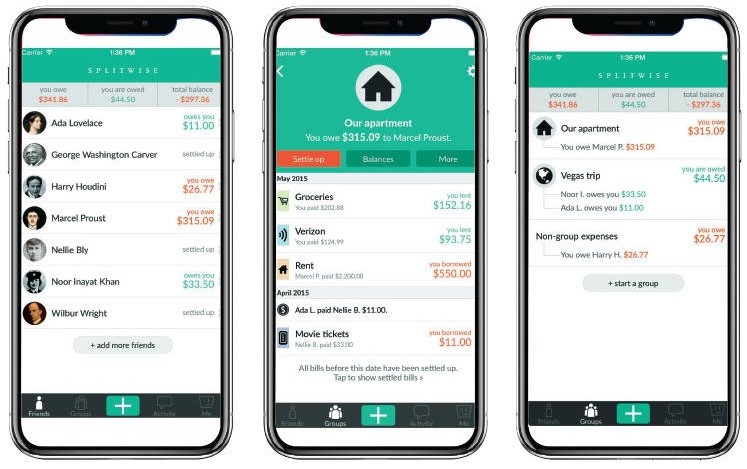 Carrier 1:36 PM
SPLITWISE
you owe you are owed total balance
$341.86 $44.50 - $297.36
Ada Lovelace owes you
$11.00
George Washington Carver settled up
Harry Houdini you owe
$26.77
Marcel Proust you owe
$315.09
Nellie Bly settled up
Noor Inayat Khan owes you
$33.50
Wilbur Wright settled up
+ add more friends
Friends Groups Activity Me
Carrier 1:36 PM
Our apartment
You owe $315.09 to Marcel Proust.
Settle up Balances More
May 2015
Groceries you lent
You paid $202.88 $152.16
Verizon you lent
You paid $124.99 $93.75
Rent you borrowed
Marcel P. paid $2,200.00 $550.00
April 2015
$ Ada L. paid Nellie B. $11.00.
Movie tickets you borrowed
Nellie B. paid $33.00 $11.00
All bills before this date have been settled up.
Tap to show settled bills »
Friends Groups Activity Me
Carrier 1:36 PM
SPLITWISE
you owe you are owed total balance
$341.86 $44.50 - $297.36
Our apartment you owe
$315.09
You owe Marcel P. $315.09
Vegas trip you are owed
$44.50
Noor I. owes you $33.50
Ada L. owes you $11.00
Non-group expenses you owe
$26.77
You owe Harry H. $26.77
+ start a group
Friends Groups Activity Me